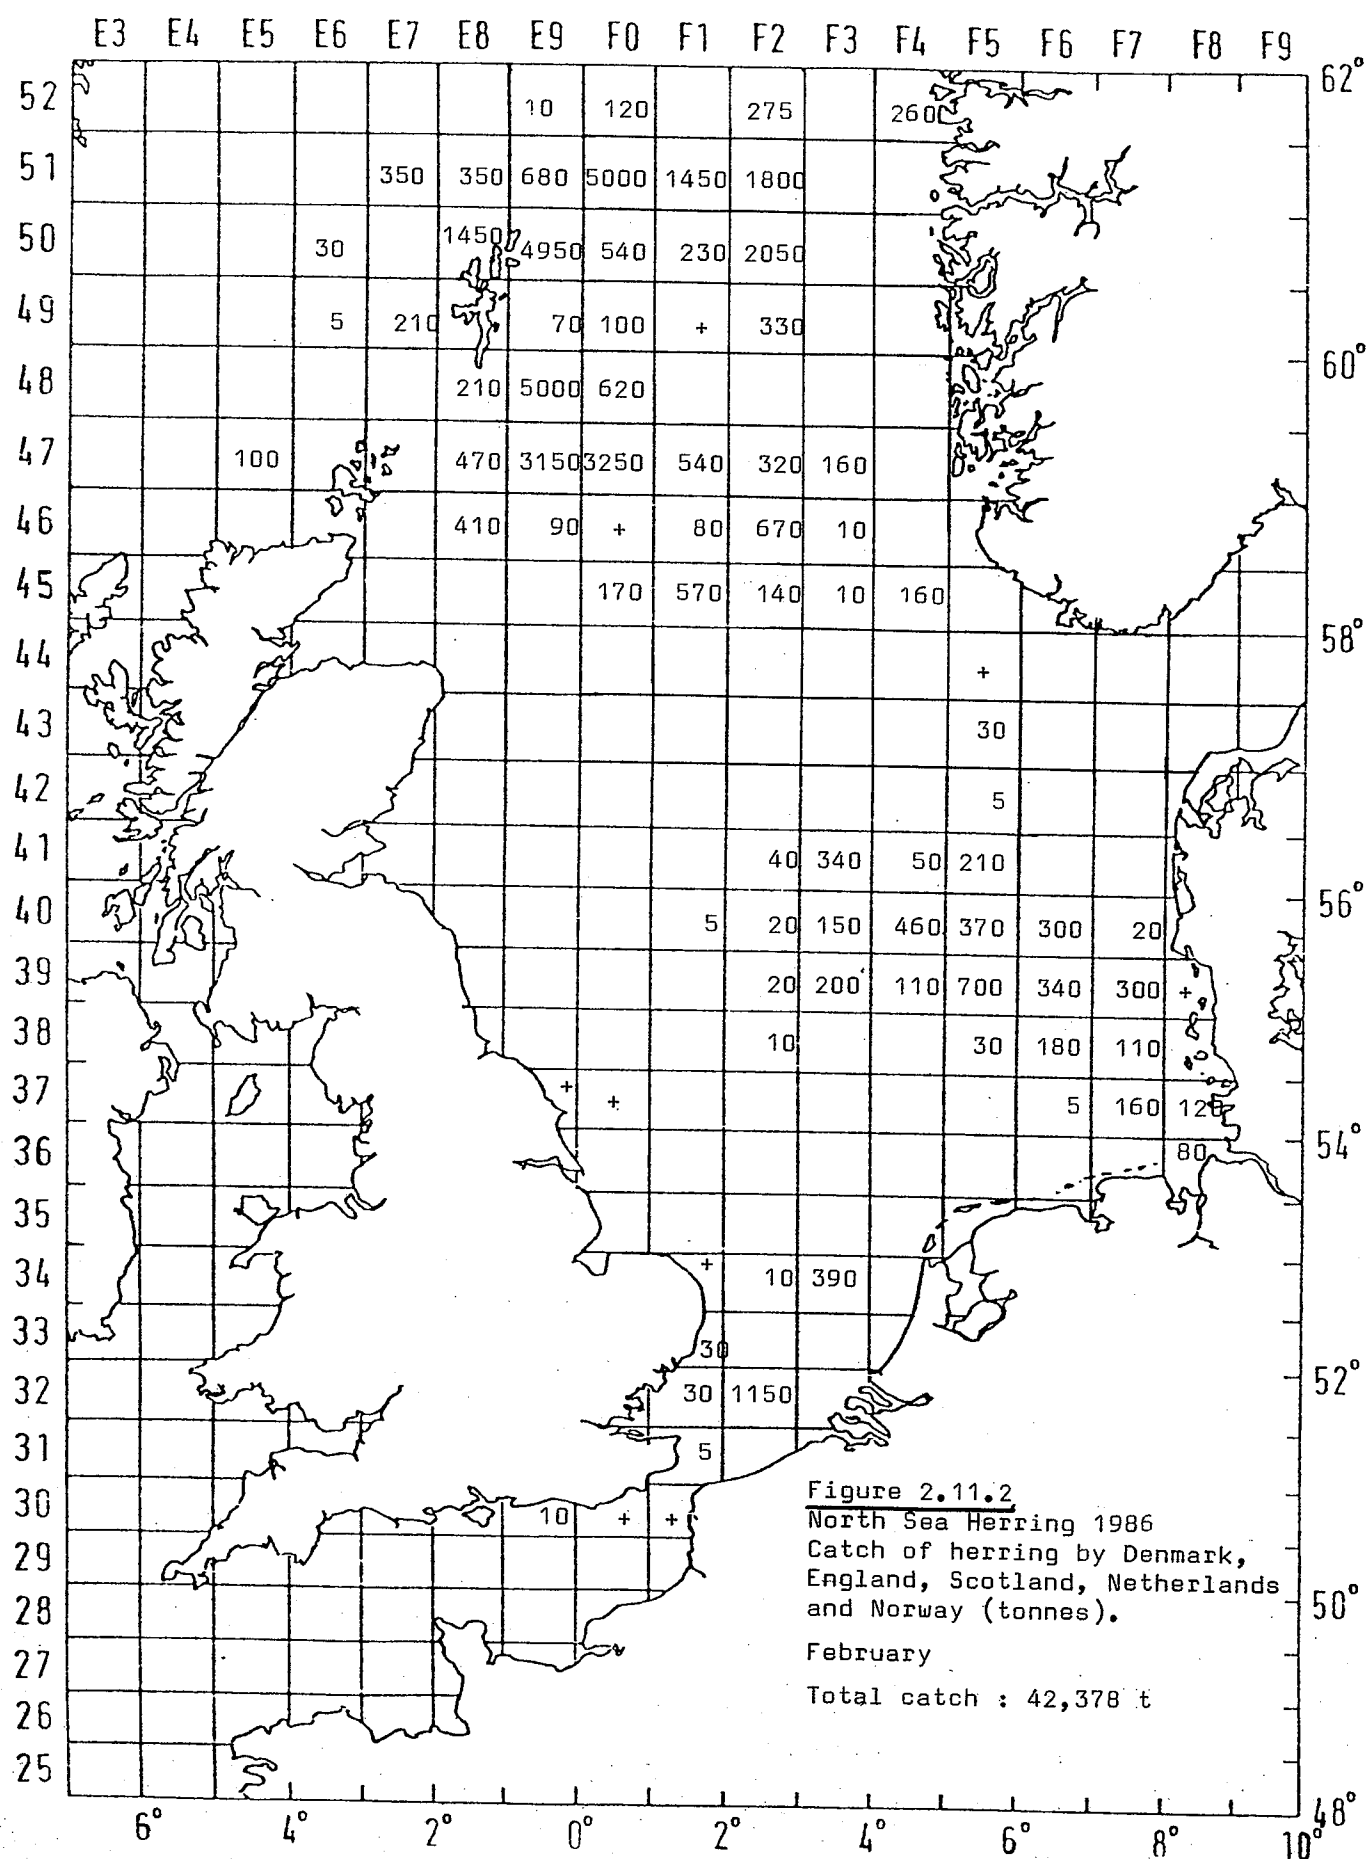 E3 E4 E5 E6 E7 E8 E9 F0 F1 F2 F3 F4 F5 F6 F7 F8 F9
62°
52 10 120 275 260
51 350 350 680 5000 1450 1800
50 30 1450 4950 540 230 2050
49 5 210 70 100 + 330
60°
48 210 5000 620
47 100 470 3150 3250 540 320 160
46 410 90 + 80 670 10
45 170 570 140 10 160
58°
44 +
43 30
42 5
41 40 340 50 210
56°
40 5 20 150 460 370 300 20
39 20 200 110 700 340 300 +
38 10 30 180 110
37 + + 5 160 120
54°
36 80
35
34 + 10 390
33 30
52°
32 30 1150
31 5
30 10 + +
29
28
50°
27
26
25
48°
6° 4° 2° 0° 2° 4° 6° 8° 10°
Figure 2.11.2
North Sea Herring 1986
Catch of herring by Denmark,
England, Scotland, Netherlands
and Norway (tonnes).
February
Total catch : 42,378 t